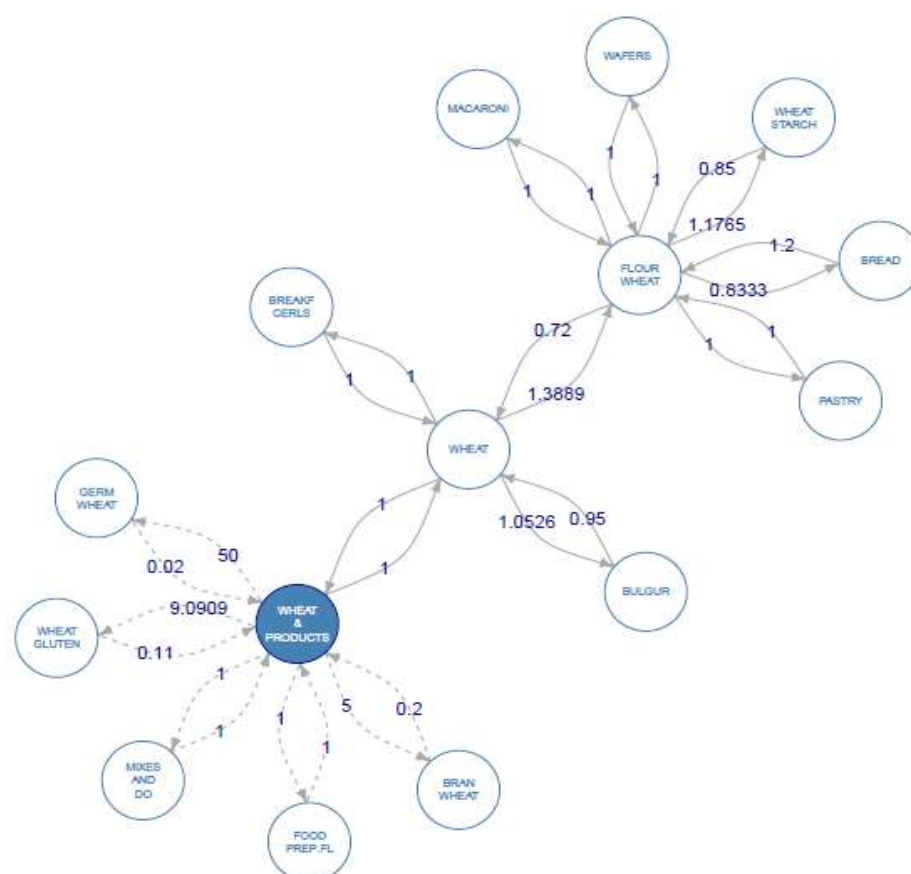 WAFERS
MACARONI
WHEAT
STARCH
1
1
1
1
0.85
1.1765
1.2
BREAD
FLOUR
WHEAT
0.8333
BREAKF
CERLS
0.72
1
1
1
1
1.3889
PASTRY
WHEAT
GERM
WHEAT
1
1.0526
0.95
50
0.02
1
BULGUR
9.0909
WHEAT
&
PRODUCTS
WHEAT
GLUTEN
0.11
1
1
5
0.2
1
1
MIXES
AND
DO
BRAN
WHEAT
FOOD
PREP.FL